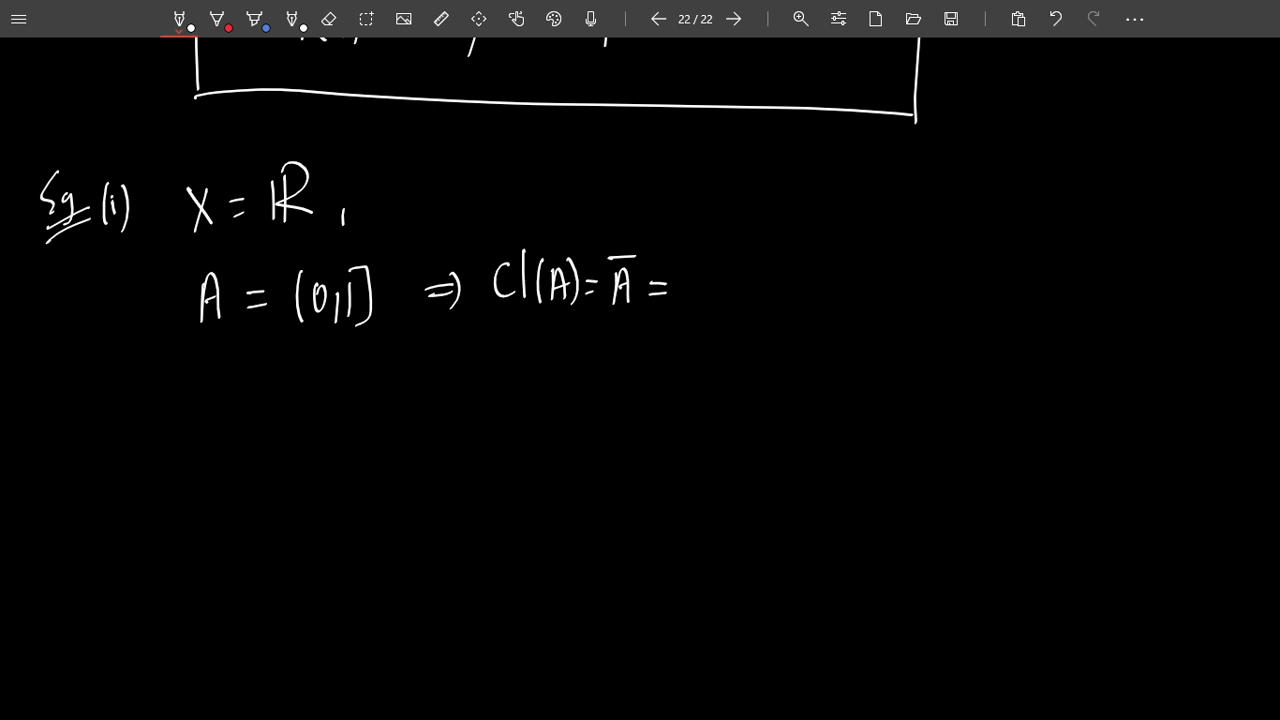 22 / 22
Eg (i) X = ℝ,
A = (0,1] ⇒ Cl(A) = A̅ =